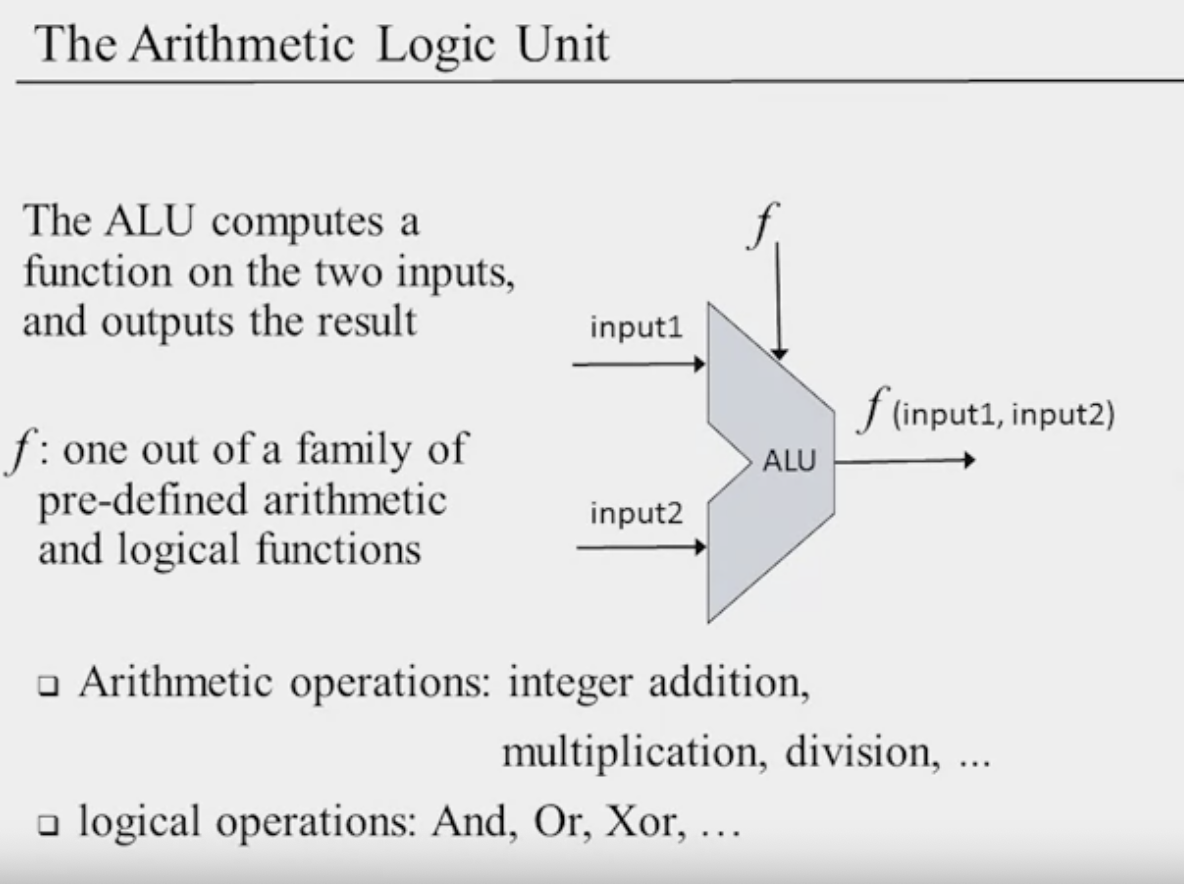 The Arithmetic Logic Unit
The ALU computes a
function on the two inputs,
and outputs the result
f: one out of a family of
pre-defined arithmetic
and logical functions
f
input1
input2
ALU
f (input1, input2)
❑ Arithmetic operations: integer addition,
multiplication, division, ...
❑ logical operations: And, Or, Xor, ...